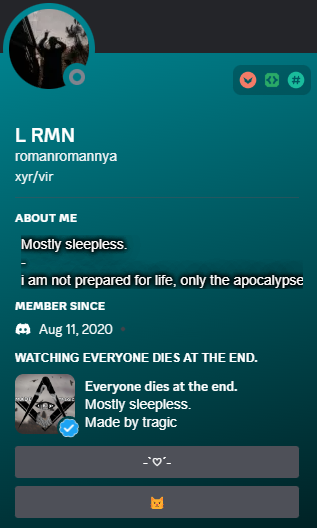 L RMN
romanromannya
xyr/vir
ABOUT ME
Mostly sleepless.
-
i am not prepared for life, only the apocalypse
MEMBER SINCE
Aug 11, 2020
WATCHING EVERYONE DIES AT THE END.
Everyone dies at the end.
Mostly sleepless.
Made by tragic
-`♡´-
🐱